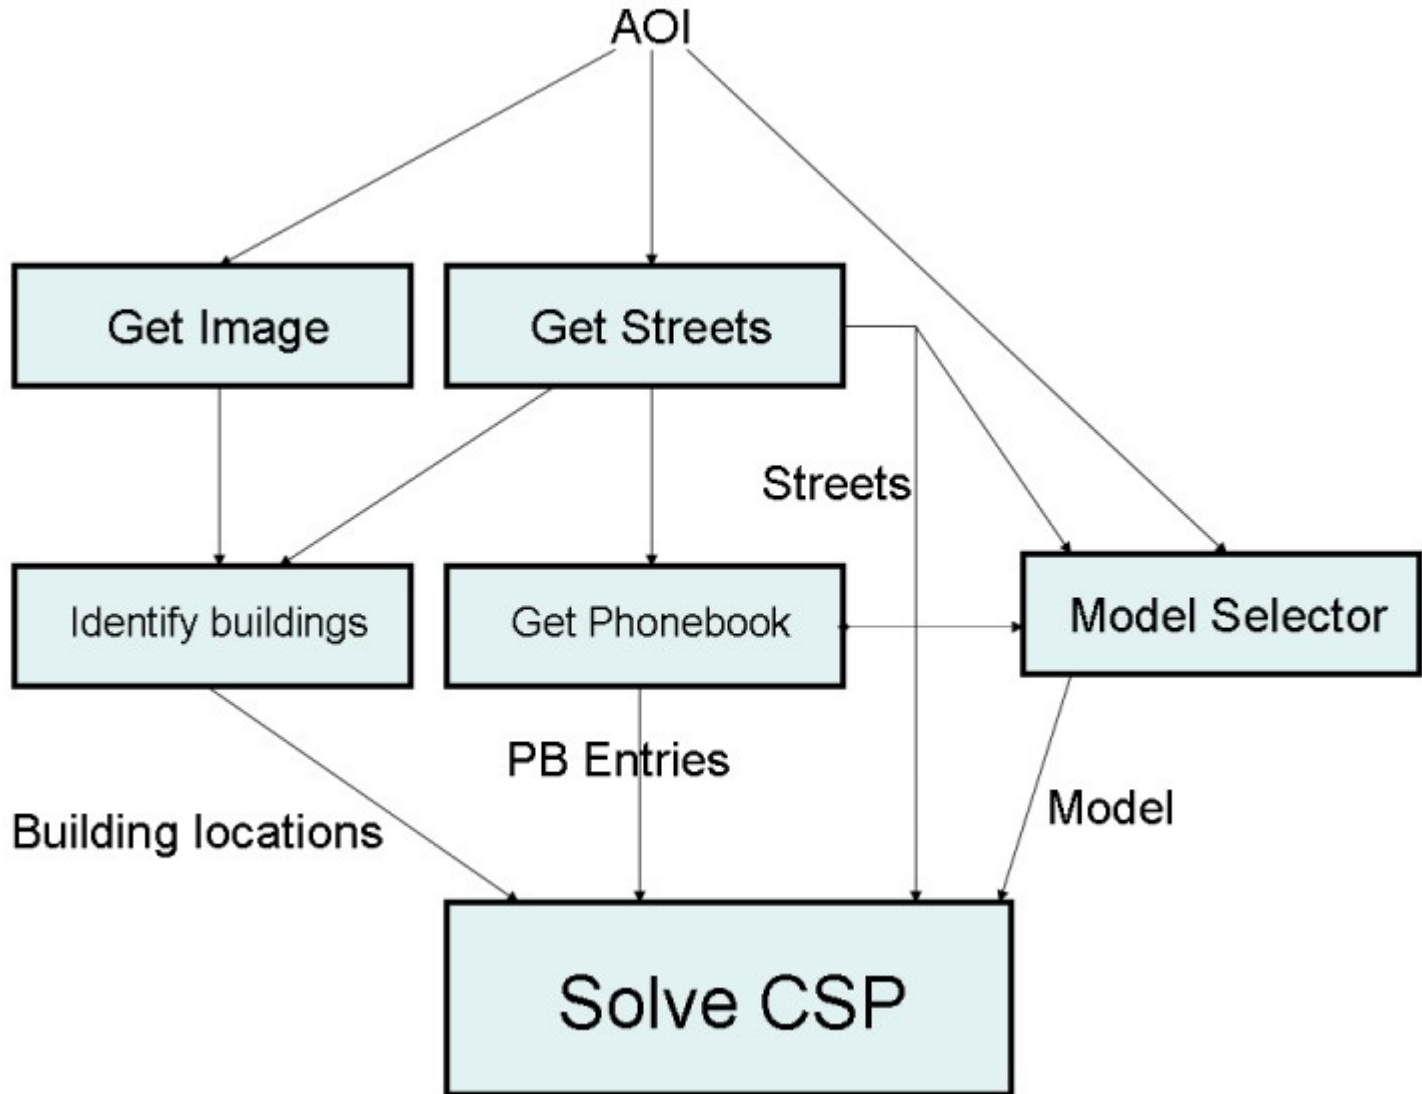 AOI
Get Image
Get Streets
Streets
Identify buildings
Get Phonebook
Model Selector
PB Entries
Building locations
Model
Solve CSP